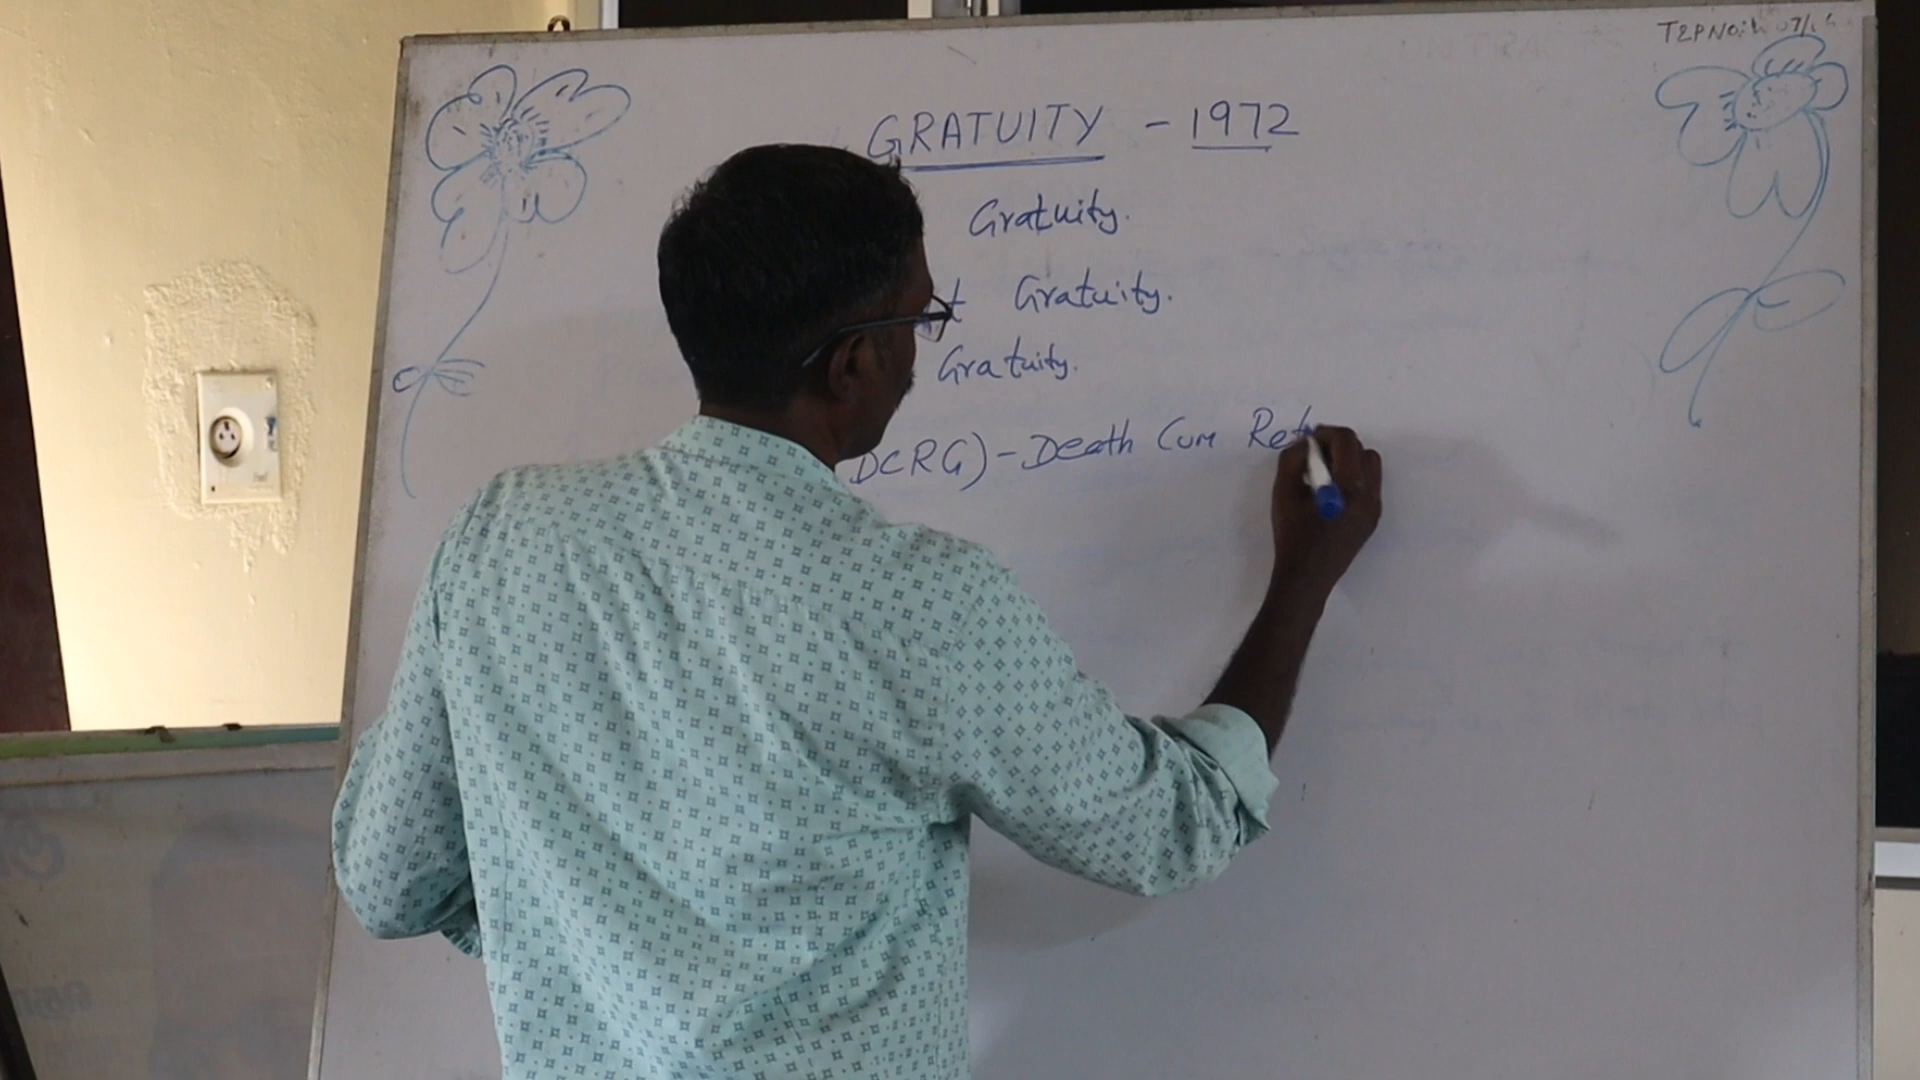 GRATUITY - 1972
Gratuity.
t Gratuity.
Gratuity.
DCRG) - Death Cum Ret